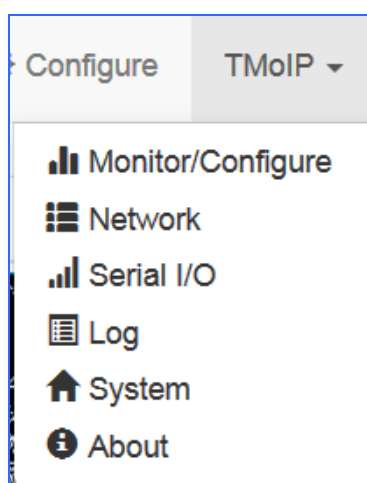 Configure TMoIP
Monitor/Configure
Network
Serial I/O
Log
System
About